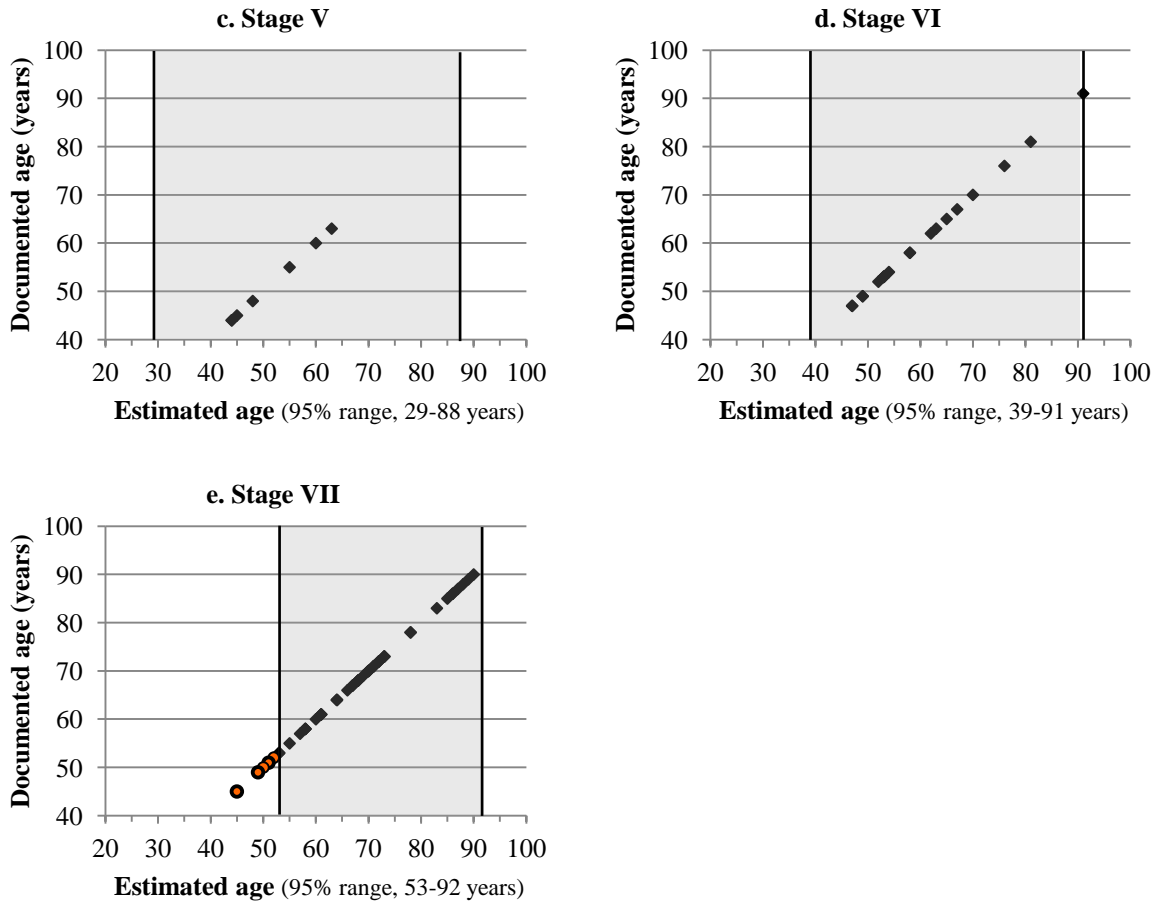 c. Stage V
Documented age (years)
100
90
80
70
60
50
40
20 30 40 50 60 70 80 90 100
Estimated age (95% range, 29-88 years)
d. Stage VI
Documented age (years)
100
90
80
70
60
50
40
20 30 40 50 60 70 80 90 100
Estimated age (95% range, 39-91 years)
e. Stage VII
Documented age (years)
100
90
80
70
60
50
40
20 30 40 50 60 70 80 90 100
Estimated age (95% range, 53-92 years)